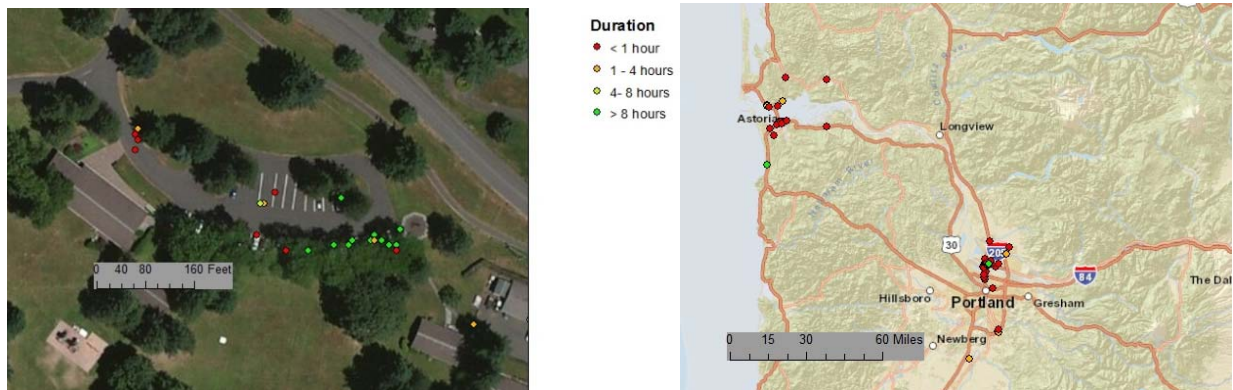 0 40 80 160 Feet
Duration
< 1 hour
1 - 4 hours
4- 8 hours
> 8 hours
Astoria
Longview
30
205
84
The Dal
Hillsboro
Portland
Gresham
Newberg
0 15 30 60 Miles